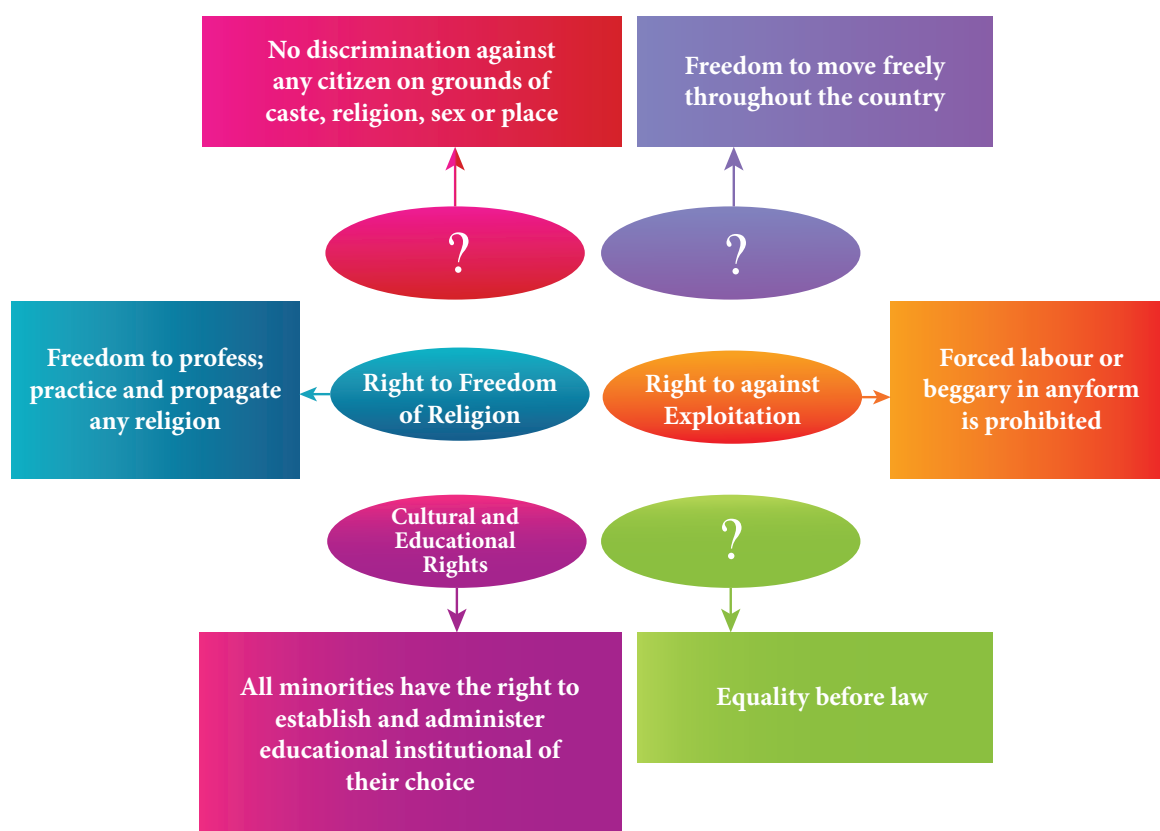 No discrimination against
any citizen on grounds of
caste, religion, sex or place
Freedom to move freely
throughout the country
?
?
Freedom to profess;
practice and propagate
any religion
Right to Freedom
of Religion
Right to against
Exploitation
Forced labour or
beggary in anyform
is prohibited
Cultural and
Educational
Rights
?
All minorities have the right to
establish and administer
educational institutional of
their choice
Equality before law